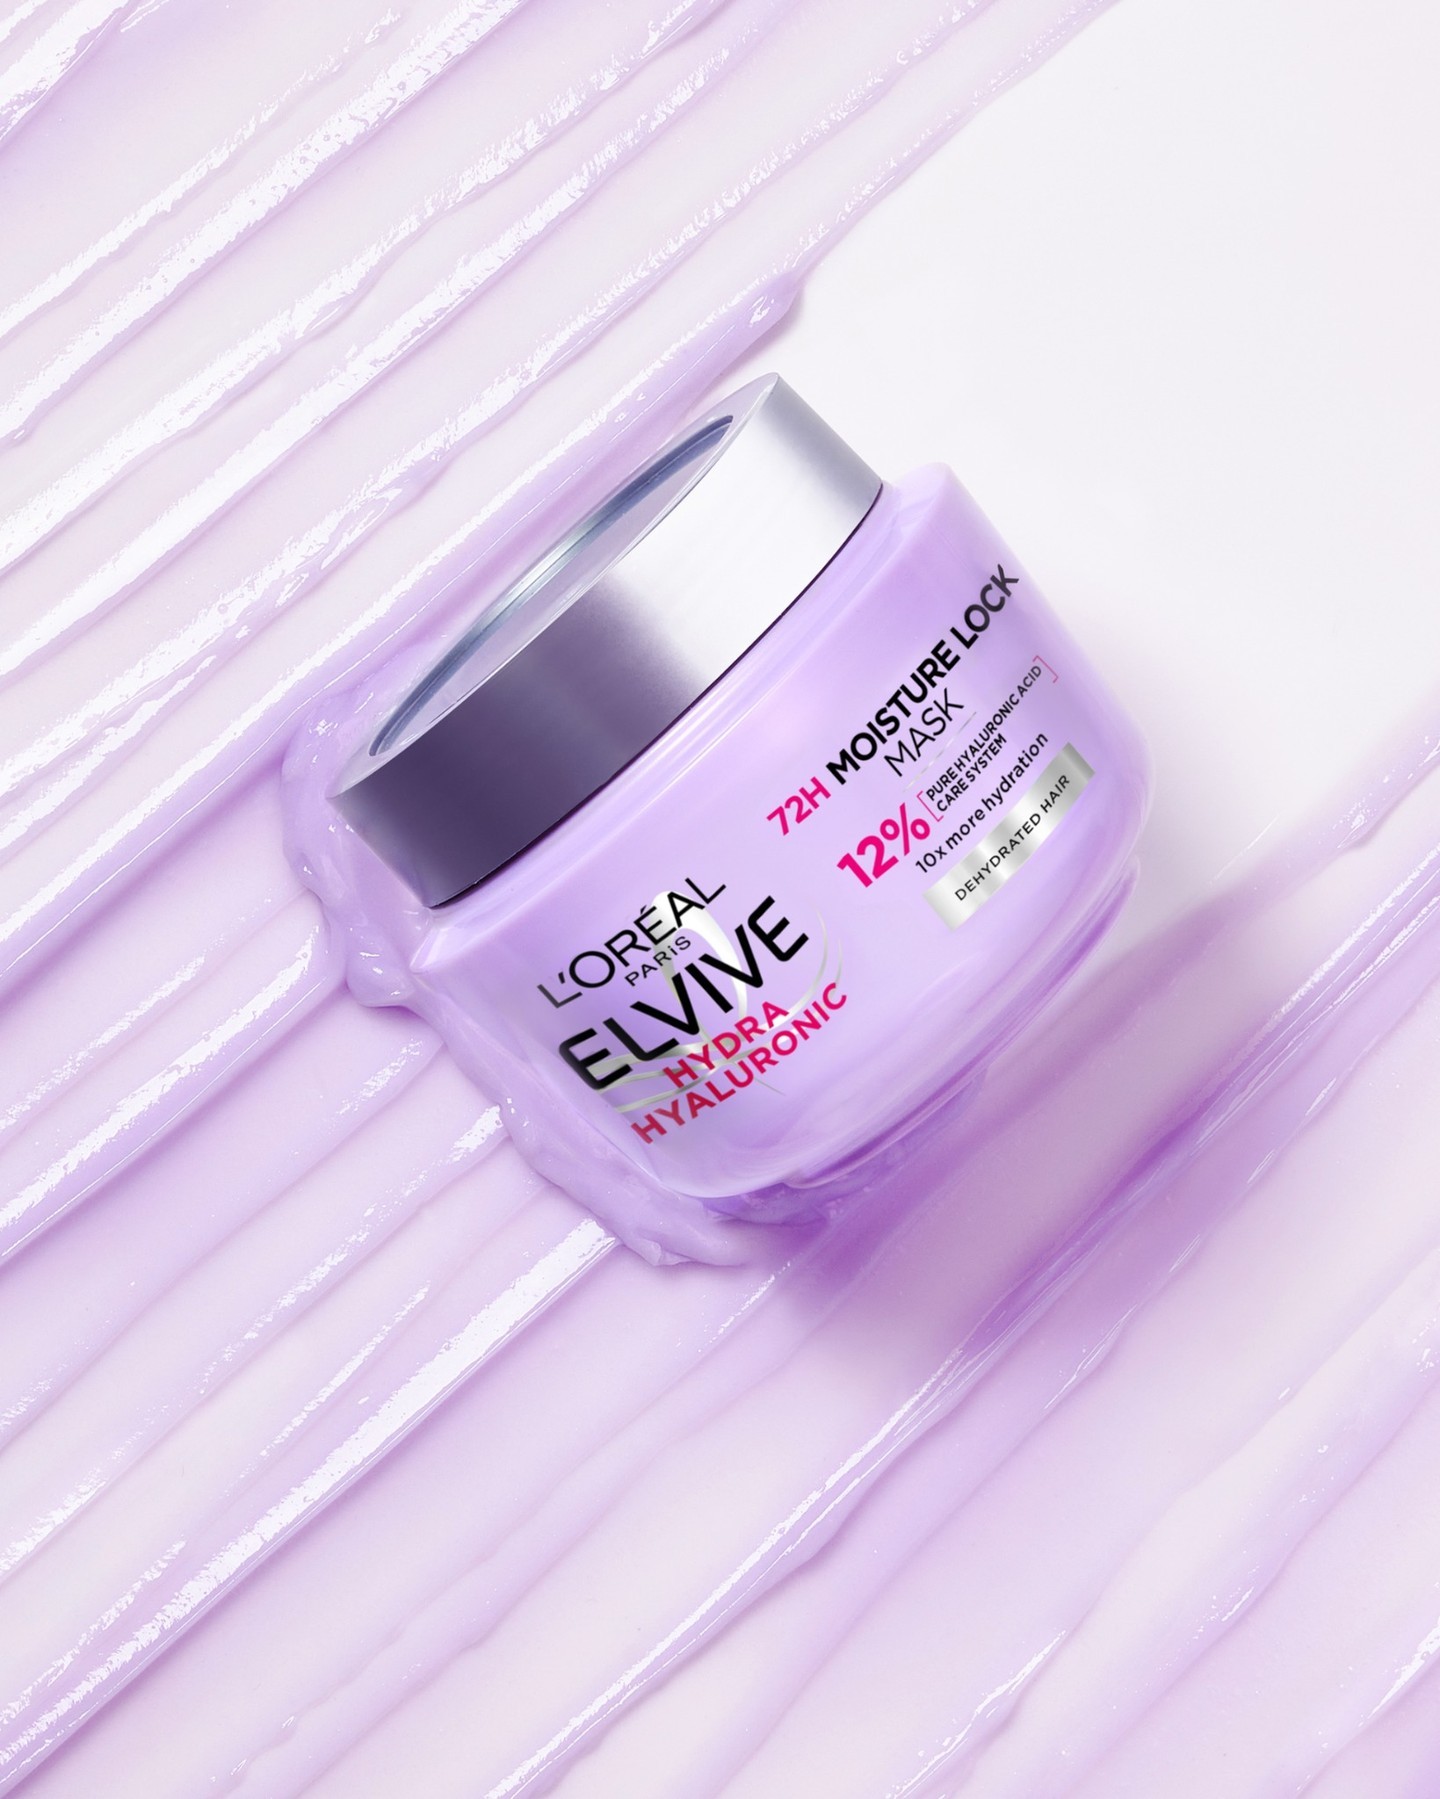 L'ORÉAL
PARiS
ELVIVE
HYDRA
HYALURONIC
72H MOISTURE LOCK
MASK
12% [PURE HYALURONIC ACID]
CARE SYSTEM
10x more hydration
DEHYDRATED HAIR